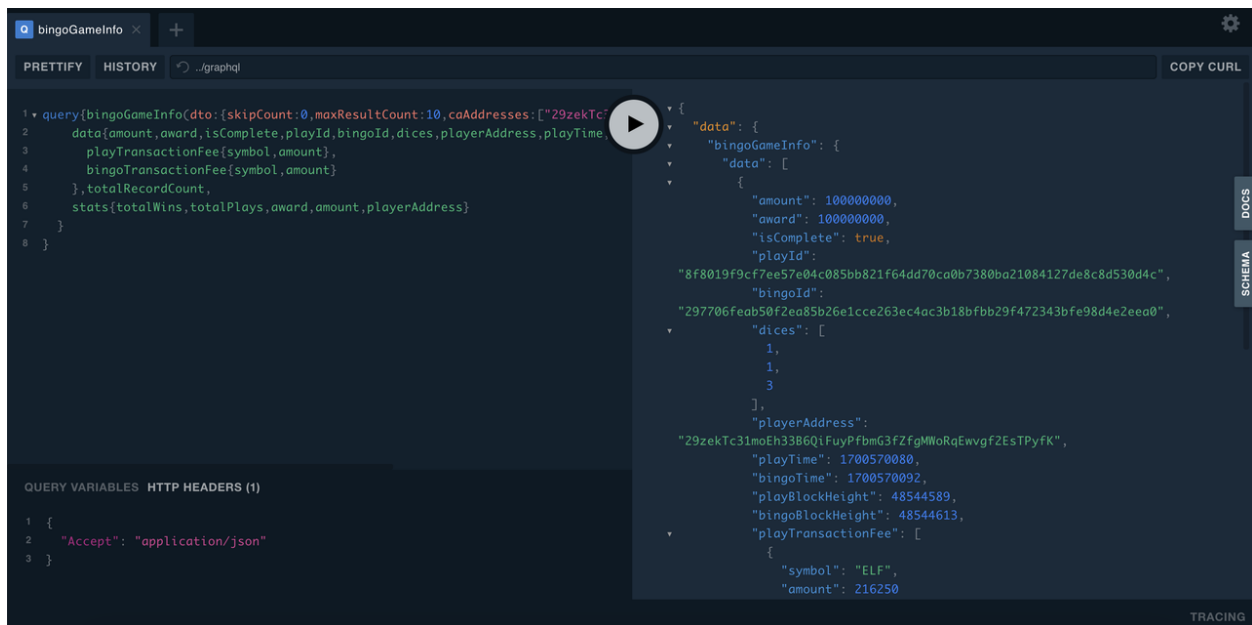 Q bingoGameInfo
PRETTIFY HISTORY ../graphql COPY CURL
1 query{bingoGameInfo(dto:{skipCount:0,maxResultCount:10,caAddresses:["29zekTc3
2 data{amount,award,isComplete,playId,bingoId,dices,playerAddress,playTime,
3 playTransactionFee{symbol,amount},
4 bingoTransactionFee{symbol,amount}
5 },totalRecordCount,
6 stats{totalWins,totalPlays,award,amount,playerAddress}
7 }
8 }
QUERY VARIABLES HTTP HEADERS (1)
1 {
2 "Accept": "application/json"
3 }
{
"data": {
"bingoGameInfo": {
"data": [
{
"amount": 100000000,
"award": 100000000,
"isComplete": true,
"playId":
"8f8019f9cf7ee57e04c085bb821f64dd70ca0b7380ba21084127de8c8d530d4c",
"bingoId":
"297706feab50f2ea85b26e1cce263ec4ac3b18bfbb29f472343bfe98d4e2eea0",
"dices": [
1,
1,
3
],
"playerAddress":
"29zekTc31moEh33B6QiFuyPfbmG3fZfgMWoRqEwvgf2EsTPyfK",
"playTime": 1700570080,
"bingoTime": 1700570092,
"playBlockHeight": 48544589,
"bingoBlockHeight": 48544613,
"playTransactionFee": [
{
"symbol": "ELF",
"amount": 216250
DOCS
SCHEMA
TRACING